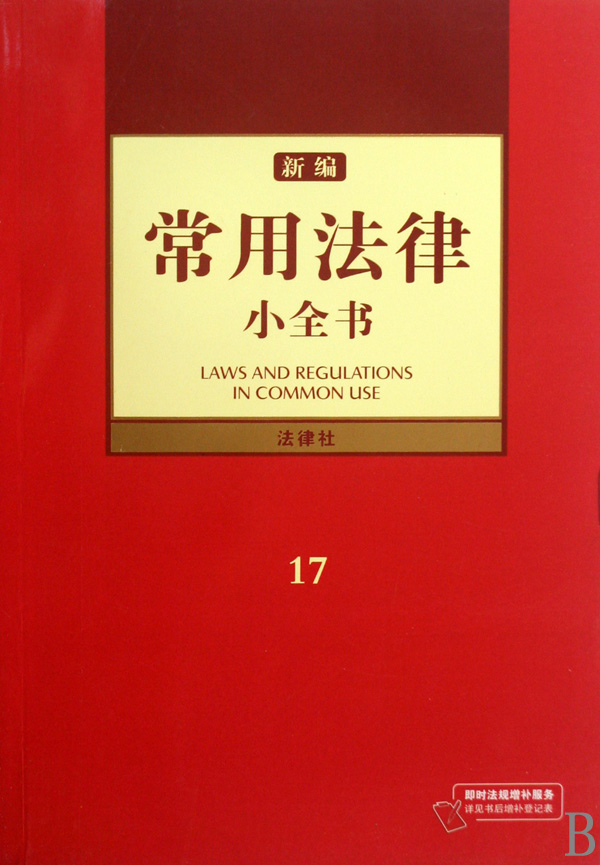 新编
常用法律
小全书
LAWS AND REGULATIONS
IN COMMON USE
法律社
17
即时法规增补服务
详见书后增补登记表
B